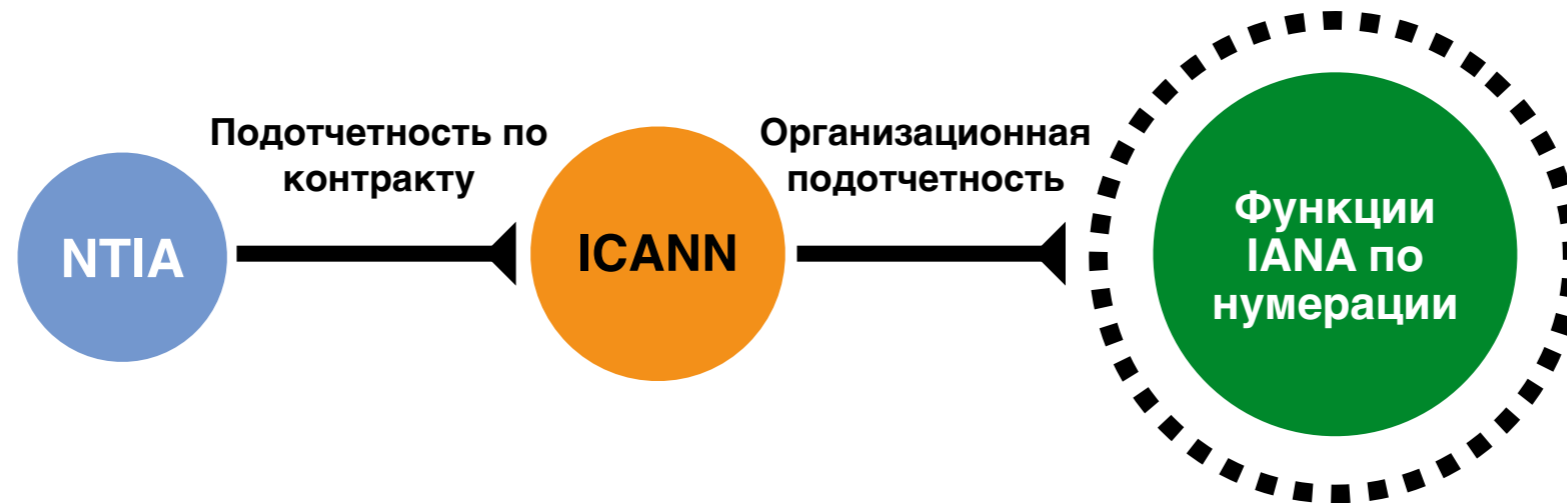 NTIA
Подотчетность по
контракту
ICANN
Организационная
подотчетность
Функции
IANA по
нумерации